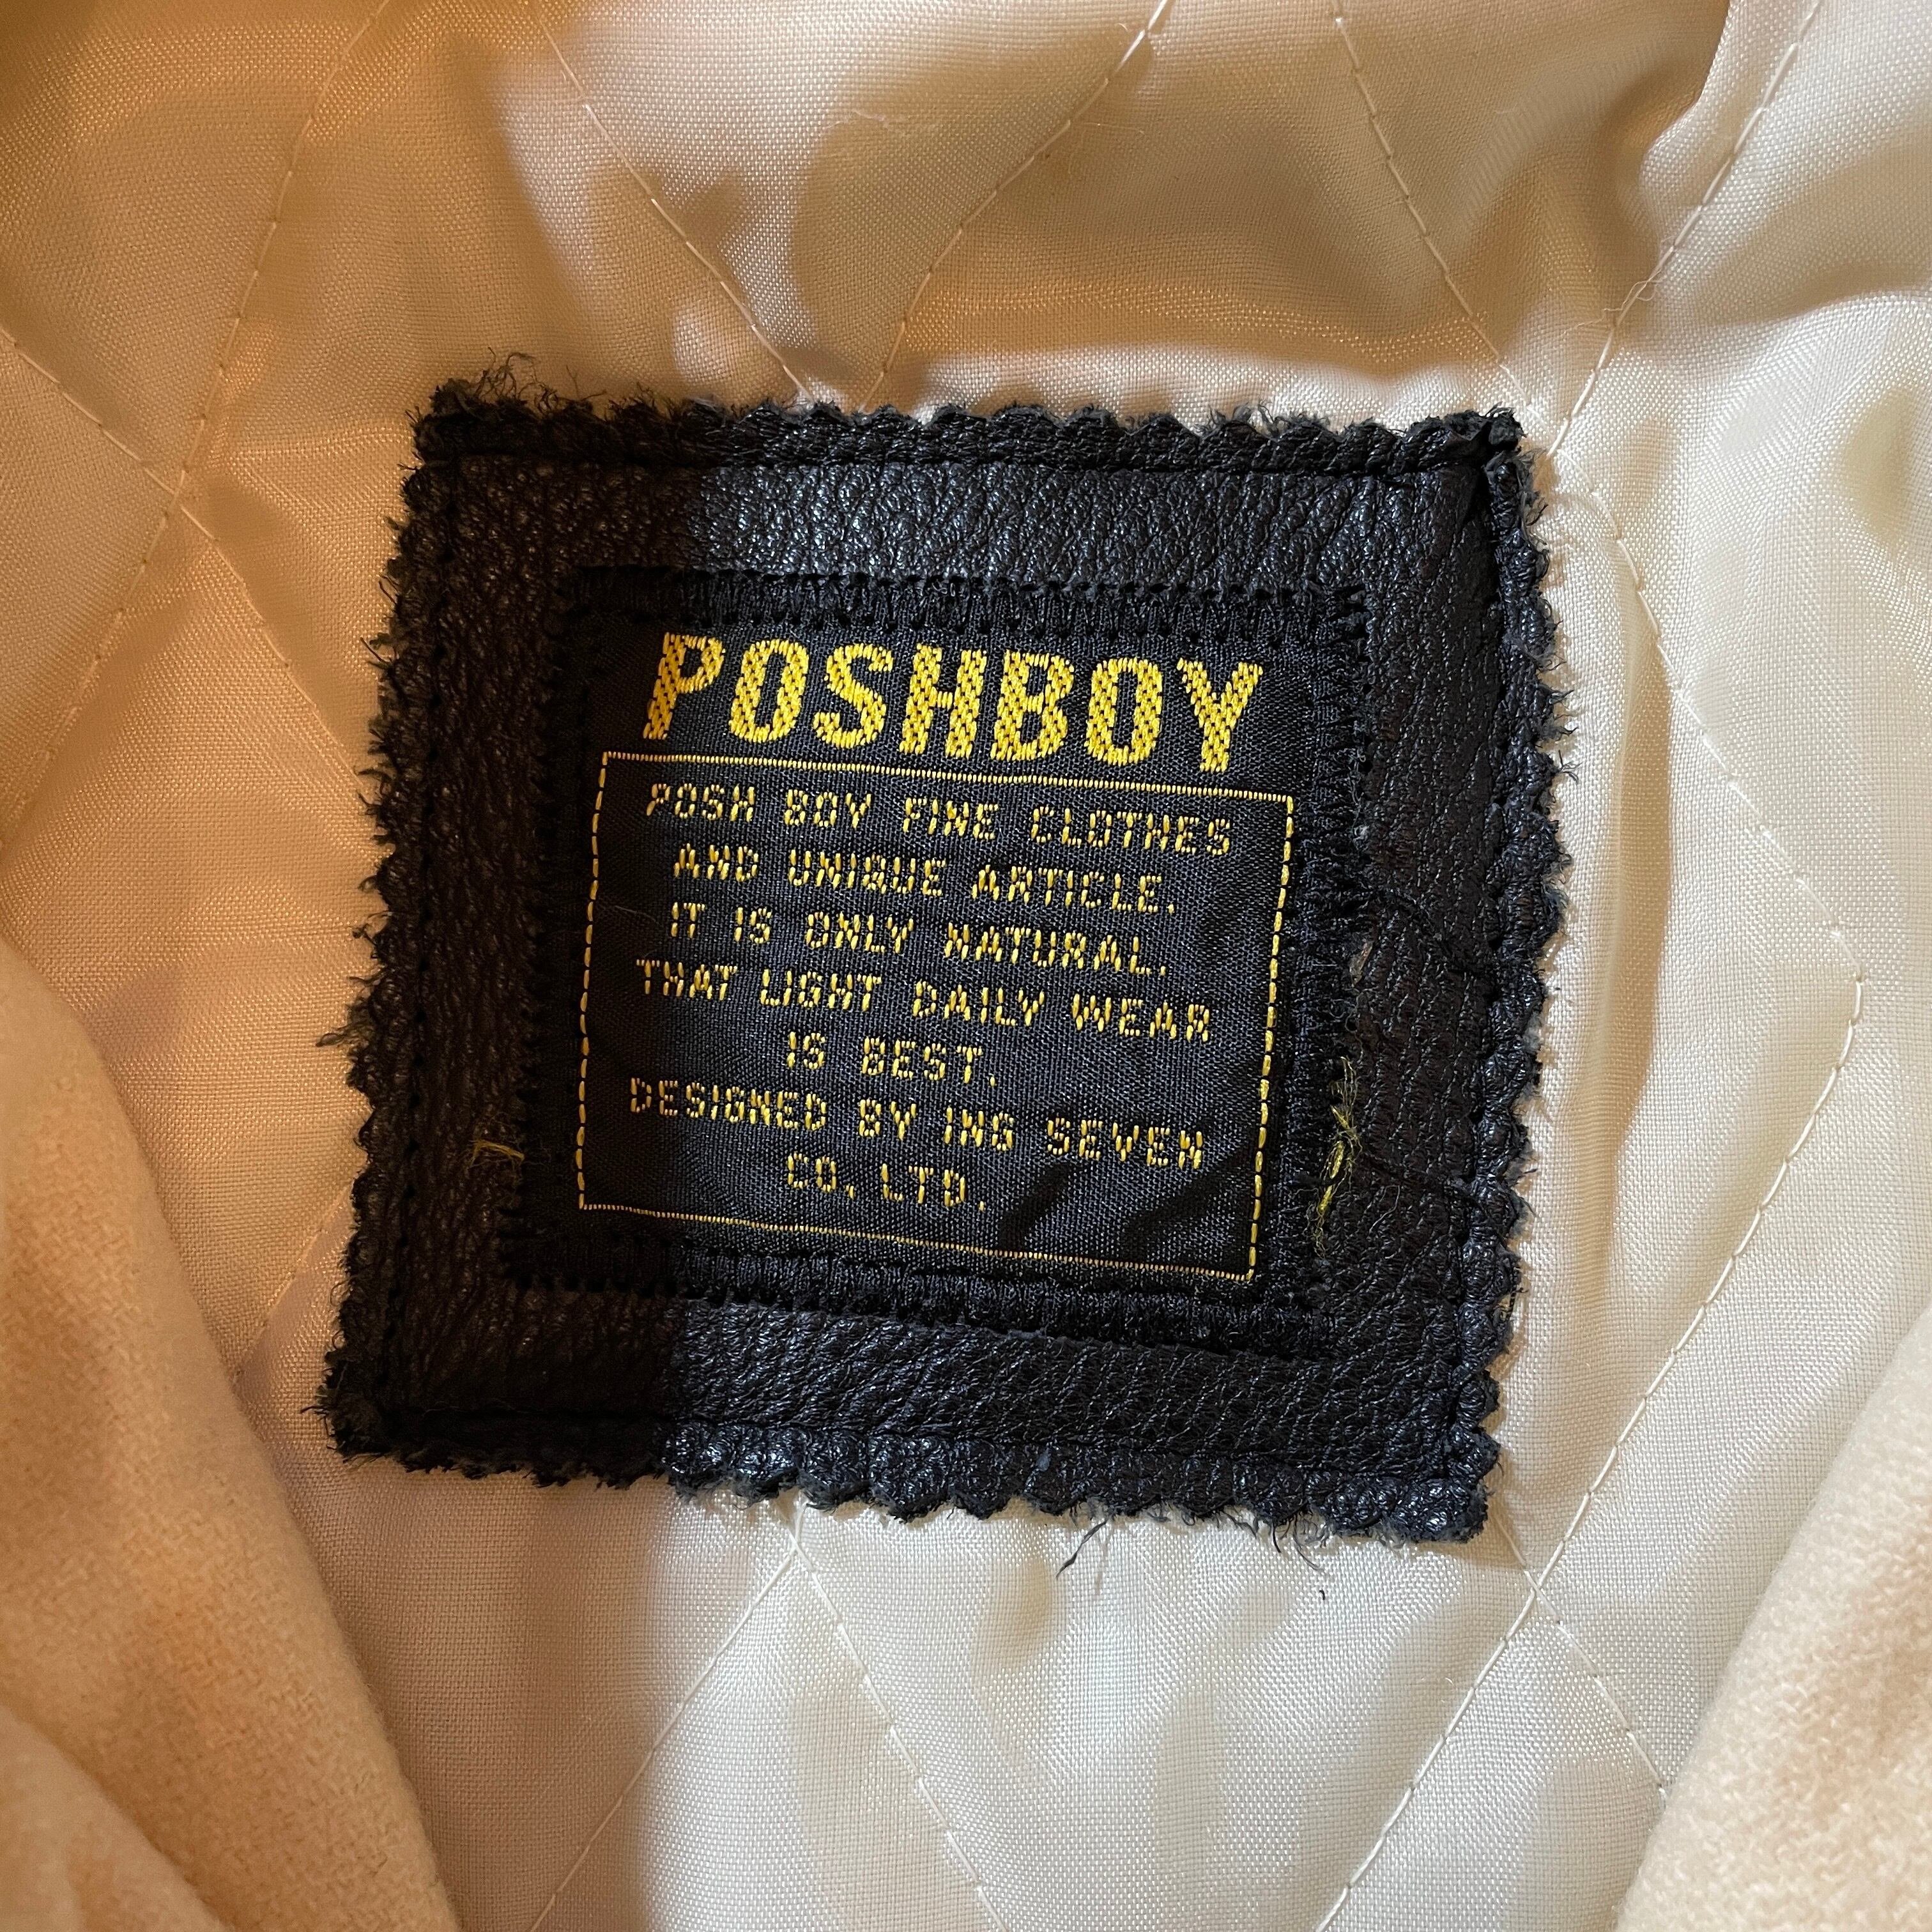 POSHBOY
POSH BOY FINE CLOTHES
AND UNIQUE ARTICLE.
IT IS ONLY NATURAL.
THAT LIGHT DAILY WEAR
IS BEST.
DESIGNED BY ING SEVEN
CO. LTD.